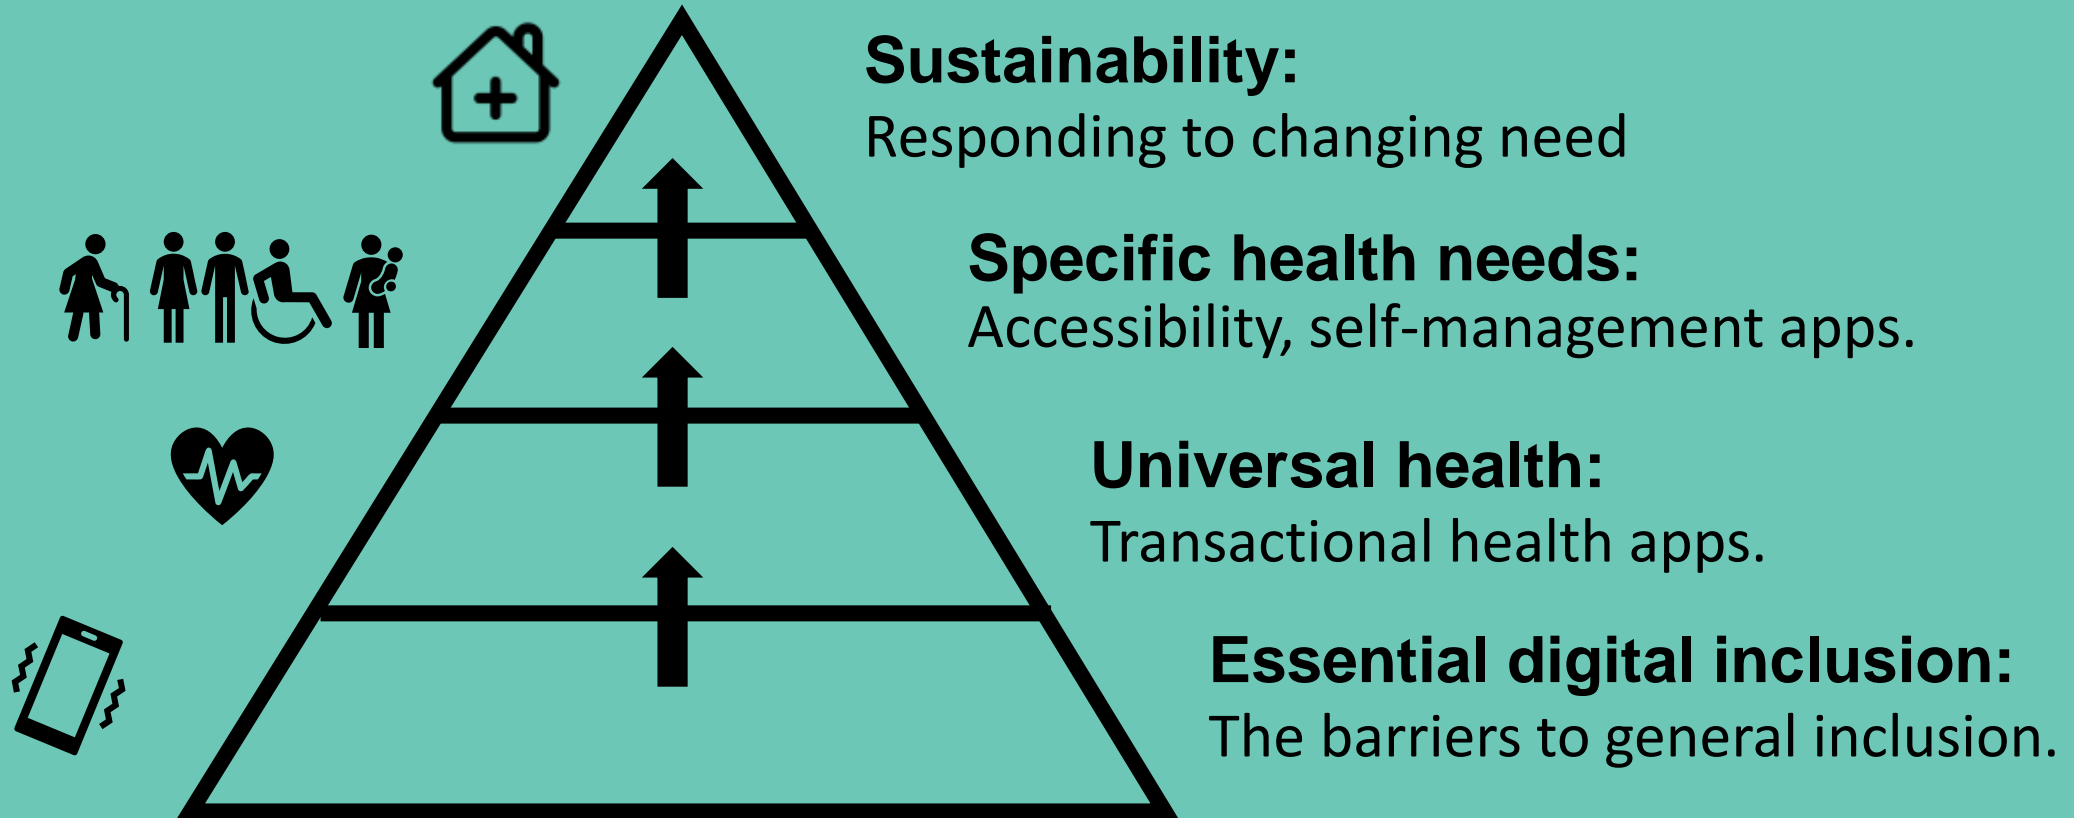 Sustainability:
Responding to changing need
Specific health needs:
Accessibility, self-management apps.
Universal health:
Transactional health apps.
Essential digital inclusion:
The barriers to general inclusion.